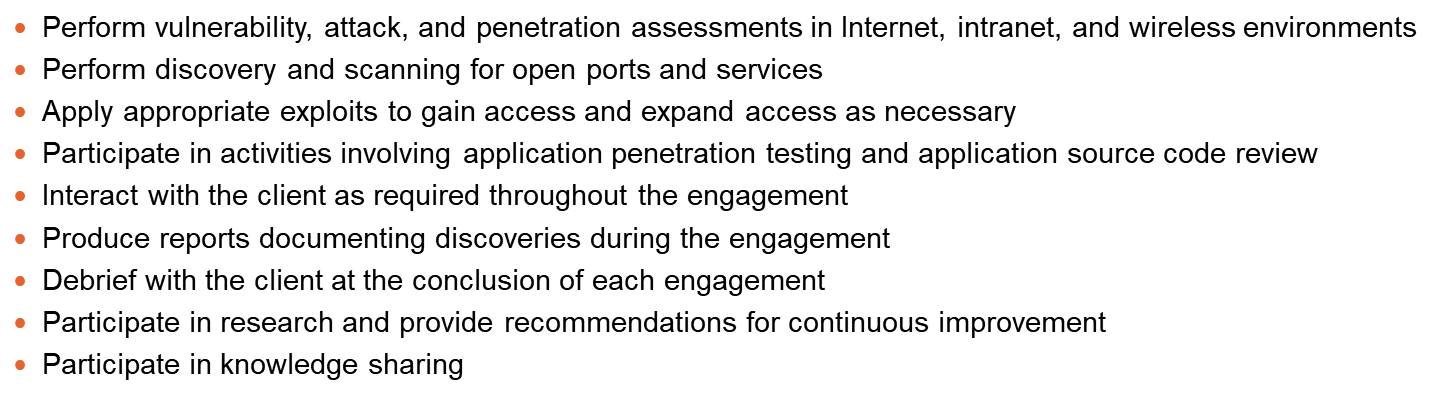 Perform vulnerability, attack, and penetration assessments in Internet, intranet, and wireless environments
Perform discovery and scanning for open ports and services
Apply appropriate exploits to gain access and expand access as necessary
Participate in activities involving application penetration testing and application source code review
Interact with the client as required throughout the engagement
Produce reports documenting discoveries during the engagement
Debrief with the client at the conclusion of each engagement
Participate in research and provide recommendations for continuous improvement
Participate in knowledge sharing